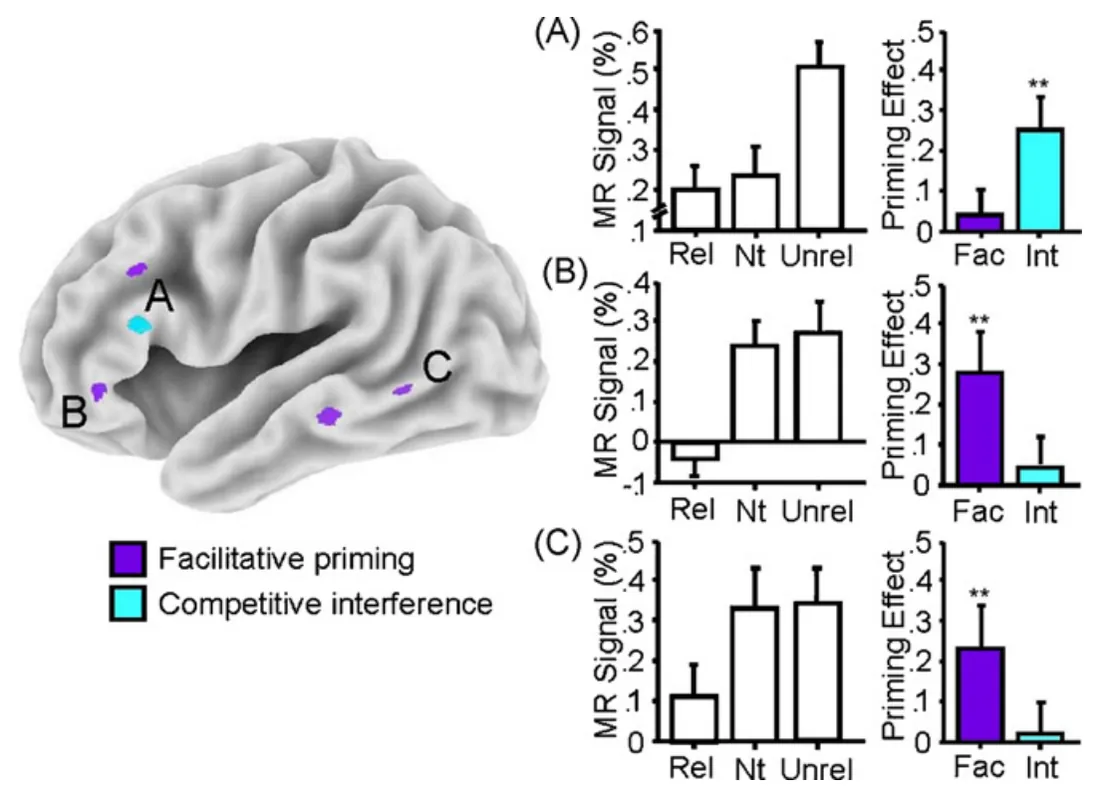 A
B
C
Facilitative priming
Competitive interference
(A)
MR Signal (%)
.6
.5
.4
.3
.2
.1
Rel Nt Unrel
Priming Effect
.5
.4
.3
.2
.1
0
**
Fac Int
(B)
MR Signal (%)
.4
.3
.2
.1
0
-.1
Rel Nt Unrel
Priming Effect
.5
.4
.3
.2
.1
0
**
Fac Int
(C)
MR Signal (%)
.5
.4
.3
.2
.1
0
Rel Nt Unrel
Priming Effect
.5
.4
.3
.2
.1
0
**
Fac Int